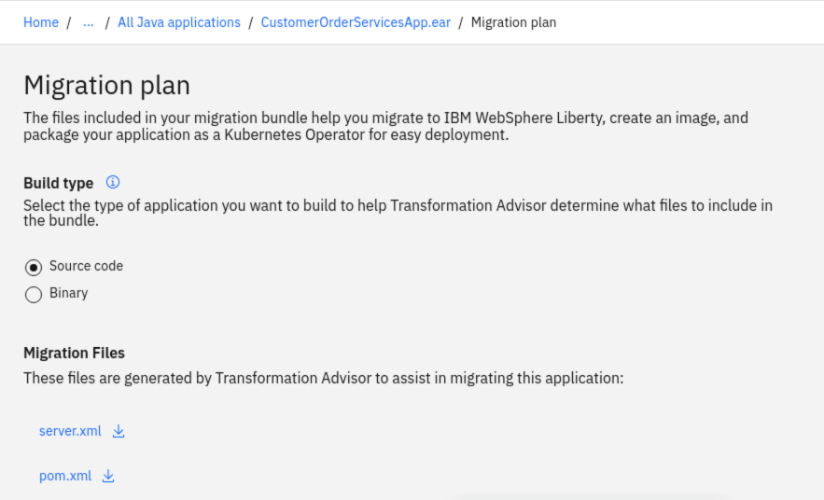 Home / ... / All Java applications / CustomerOrderServicesApp.ear / Migration plan
Migration plan
The files included in your migration bundle help you migrate to IBM WebSphere Liberty, create an image, and
package your application as a Kubernetes Operator for easy deployment.
Build type
Select the type of application you want to build to help Transformation Advisor determine what files to include in
the bundle.
Source code
Binary
Migration Files
These files are generated by Transformation Advisor to assist in migrating this application:
server.xml
pom.xml